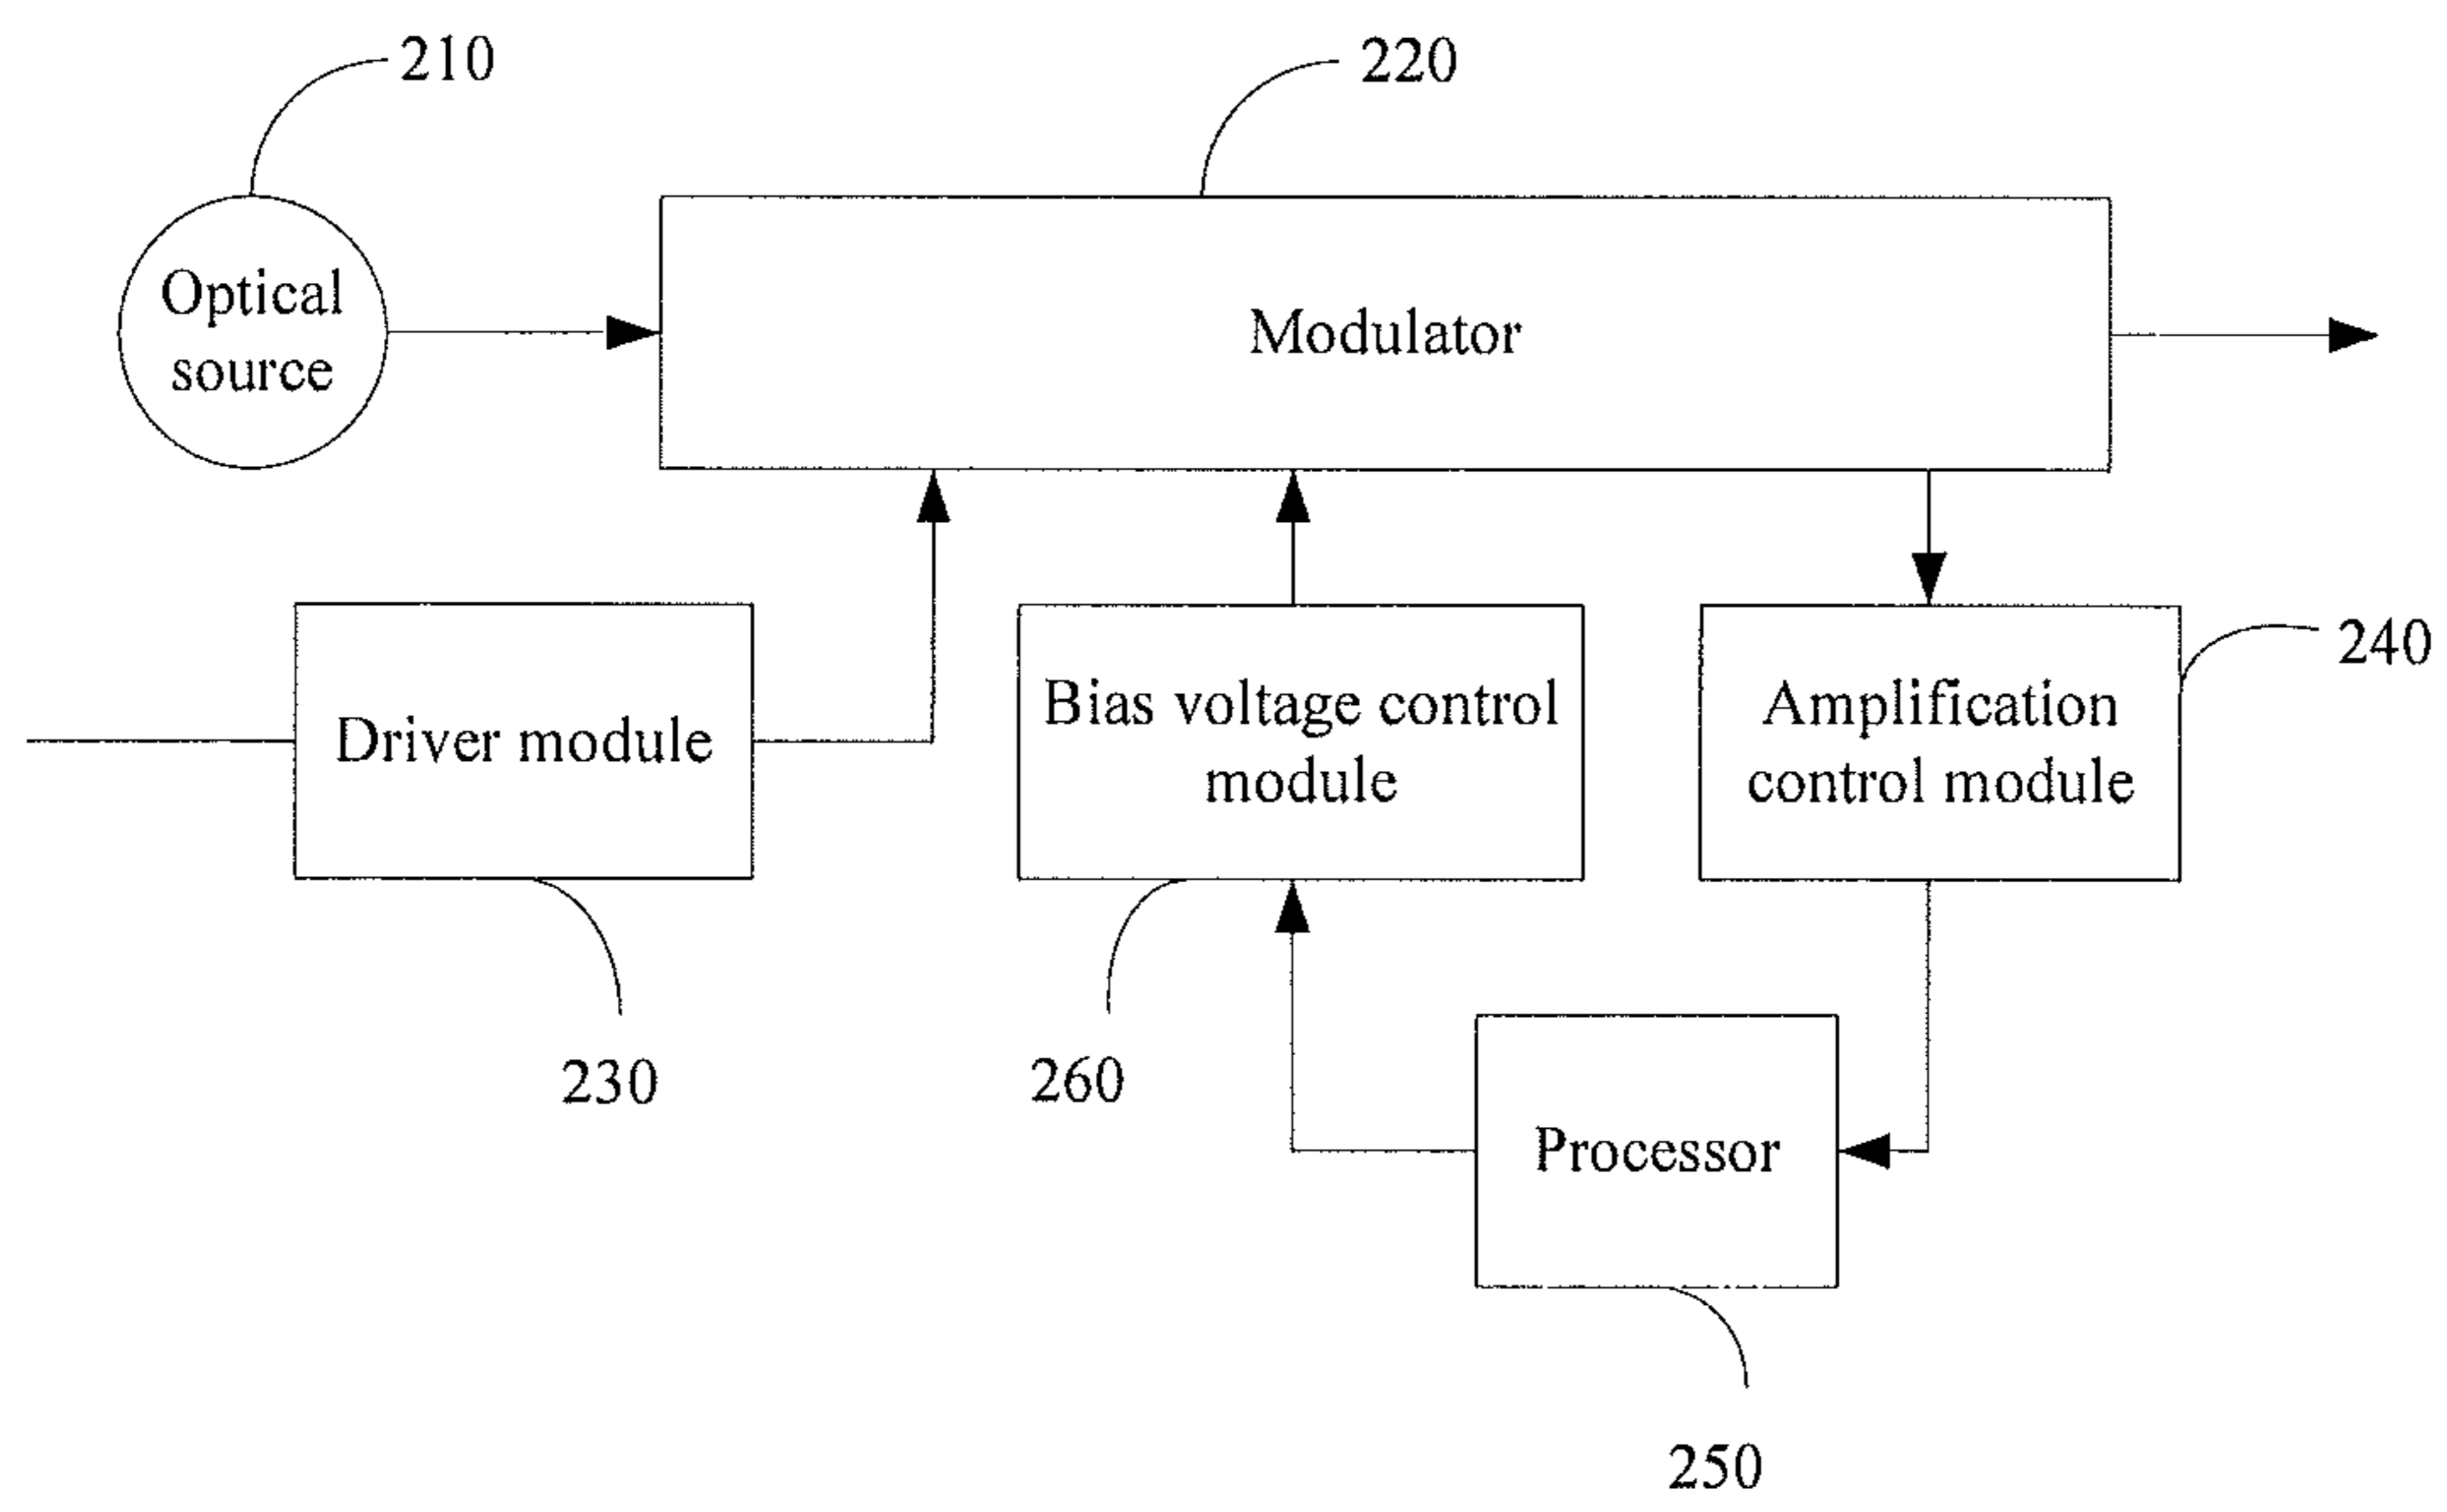 210
220
Optical
source
Modulator
240
Driver module
Bias voltage control
module
Amplification
control module
230
260
Processor
250